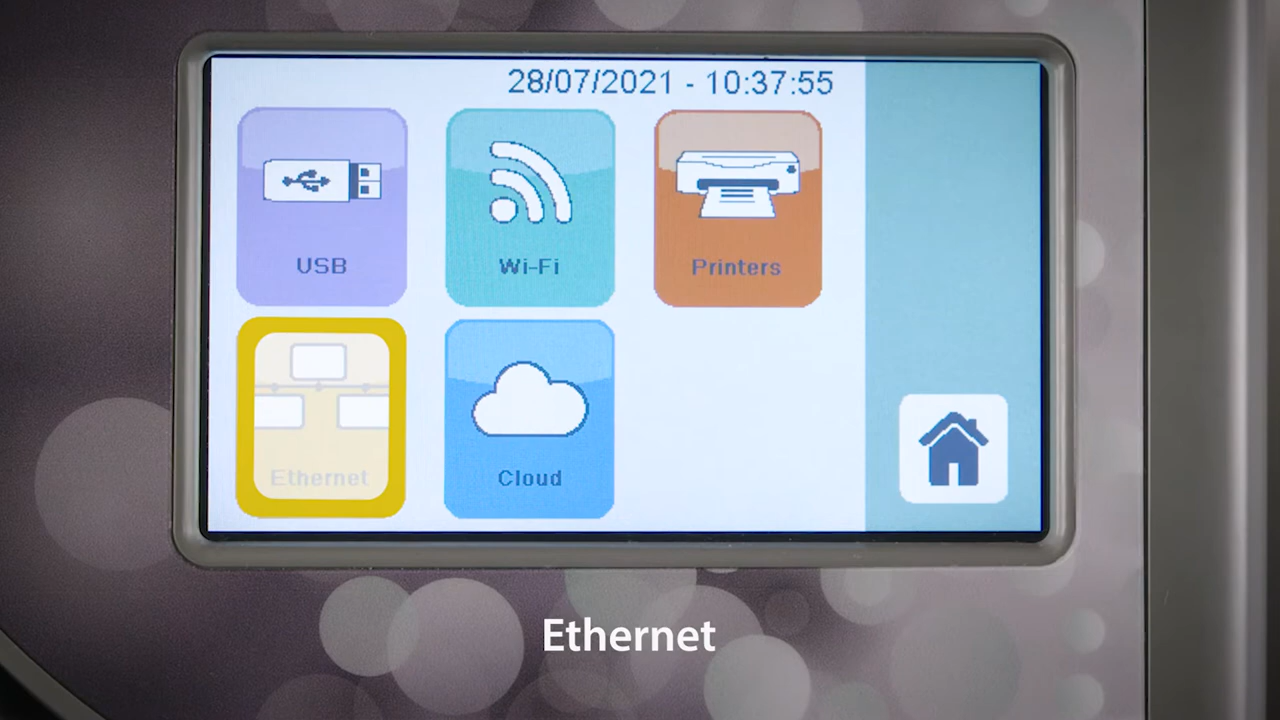 28/07/2021 - 10:37:55
USB
Wi-Fi
Printers
Ethernet
Cloud
Ethernet